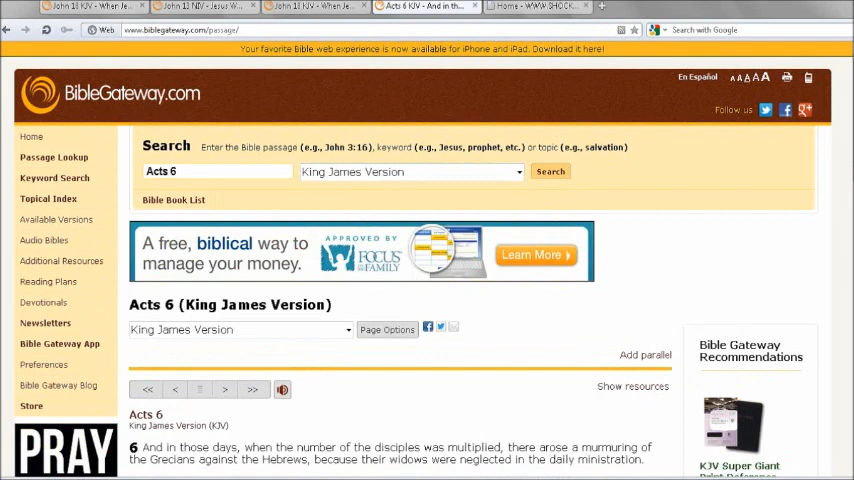 John 18 KJV - When Je...
John 13 NIV - Jesus W...
John 18 KJV - When Je...
Acts 6 KJV - And in th...
Home - WWW.SHOCK...
Web
www.biblegateway.com/passage/
Search with Google
Your favorite Bible web experience is now available for iPhone and iPad. Download it here!
En Español
A A A A A
BibleGateway.com
Follow us
Home
Passage Lookup
Keyword Search
Topical Index
Available Versions
Audio Bibles
Additional Resources
Reading Plans
Devotionals
Newsletters
Bible Gateway App
Preferences
Bible Gateway Blog
Store
PRAY
Search Enter the Bible passage (e.g., John 3:16), keyword (e.g., Jesus, prophet, etc.) or topic (e.g., salvation)
Acts 6
King James Version
Search
Bible Book List
A free, biblical way to
manage your money.
APPROVED BY
FOCUS
ON THE
FAMILY
Learn More
Acts 6 (King James Version)
King James Version
Page Options
Add parallel
<< < > >>
Show resources
Acts 6
King James Version (KJV)
6 And in those days, when the number of the disciples was multiplied, there arose a murmuring of
the Grecians against the Hebrews, because their widows were neglected in the daily ministration.
Bible Gateway
Recommendations
KJV Super Giant
Print Reference